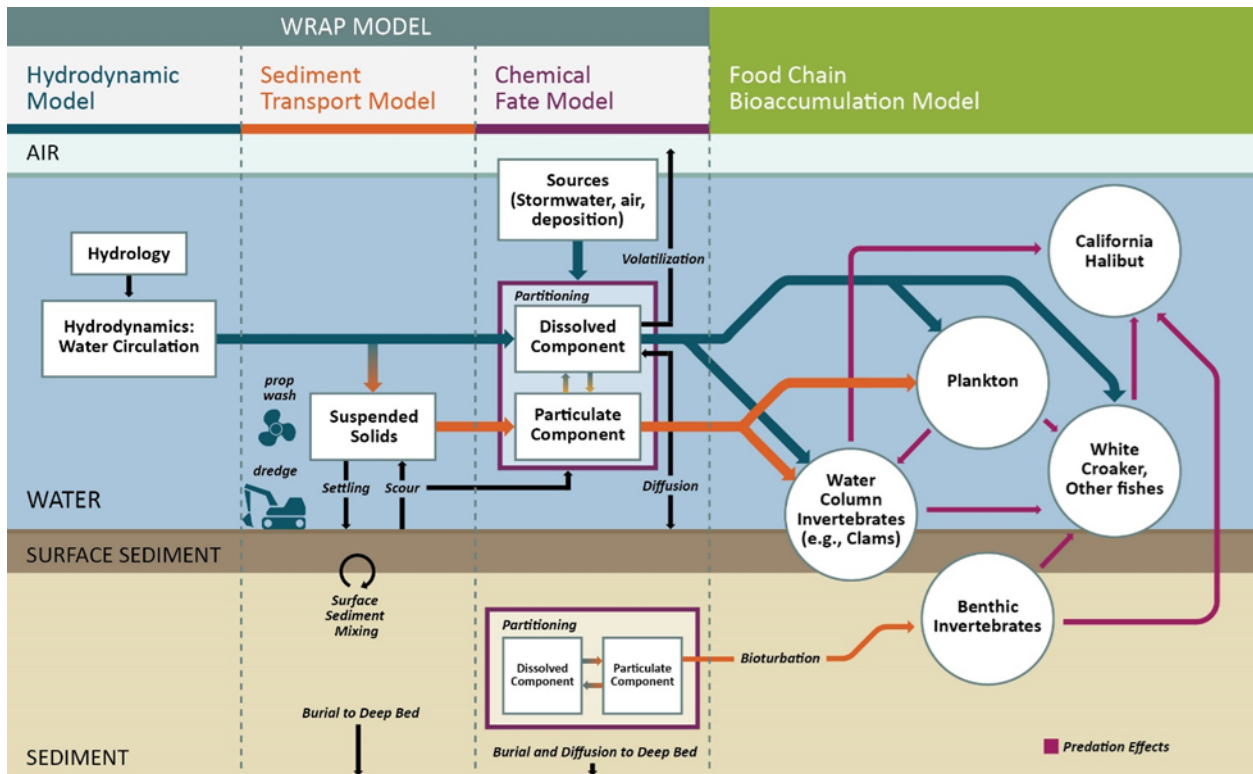 WRAP MODEL
Hydrodynamic
Model
Sediment
Transport Model
Chemical
Fate Model
Food Chain
Bioaccumulation Model
AIR
Sources
(Stormwater, air,
deposition)
Volatilization
Hydrology
Hydrodynamics:
Water Circulation
Partitioning
Dissolved
Component
Particulate
Component
prop
wash
dredge
Suspended
Solids
Settling
Scour
Diffusion
California
Halibut
Plankton
White
Croaker,
Other fishes
Water
Column
Invertebrates
(e.g., Clams)
WATER
SURFACE SEDIMENT
Surface
Sediment
Mixing
Partitioning
Dissolved
Component
Particulate
Component
Bioturbation
Benthic
Invertebrates
Burial to Deep Bed
Burial and Diffusion to Deep Bed
SEDIMENT
Predation Effects